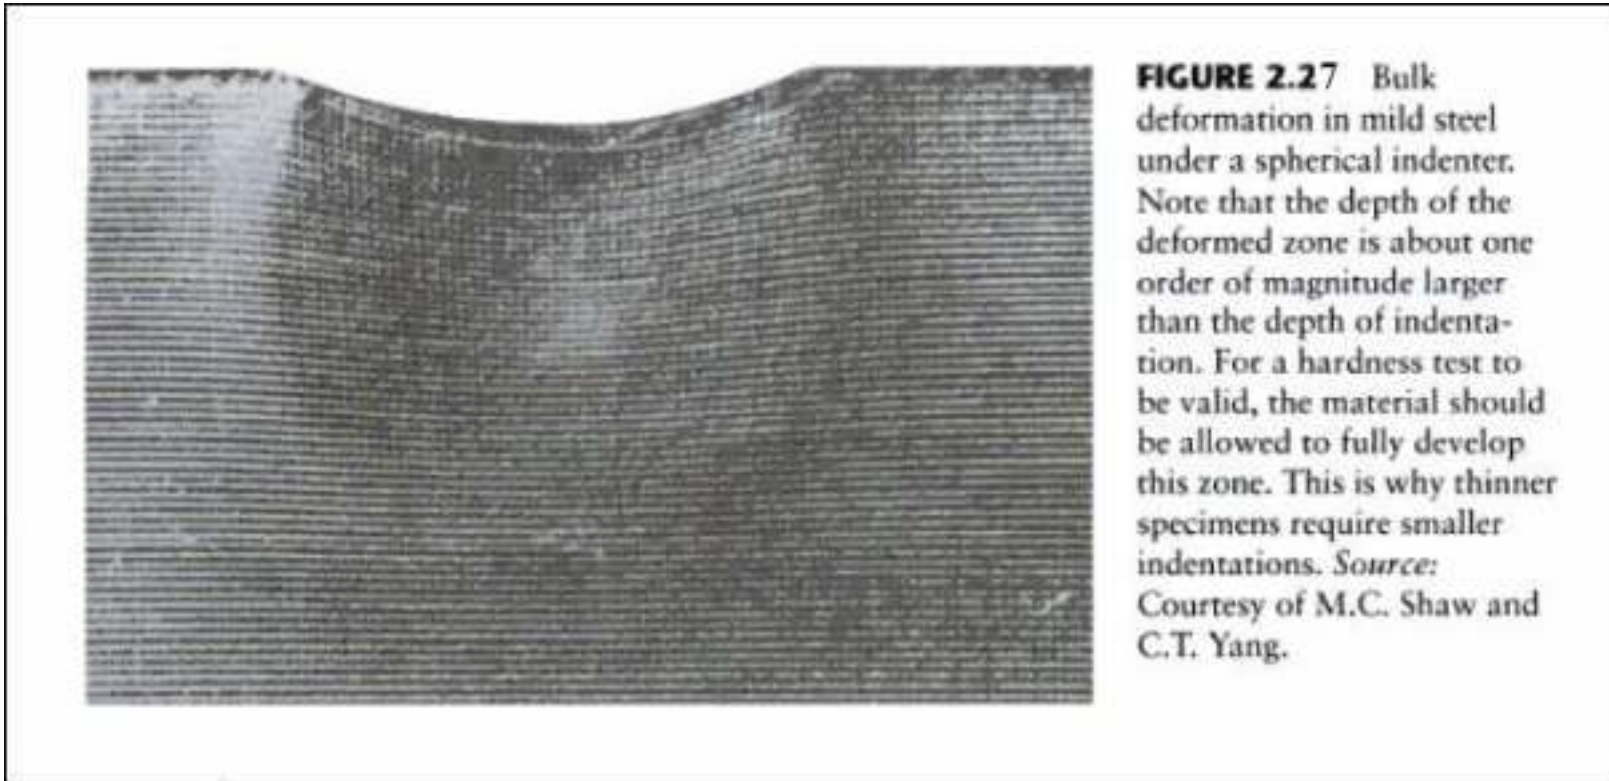 FIGURE 2.27 Bulk
deformation in mild steel
under a spherical indenter.
Note that the depth of the
deformed zone is about one
order of magnitude larger
than the depth of indenta-
tion. For a hardness test to
be valid, the material should
be allowed to fully develop
this zone. This is why thinner
specimens require smaller
indentations. Source:
Courtesy of M.C. Shaw and
C.T. Yang.